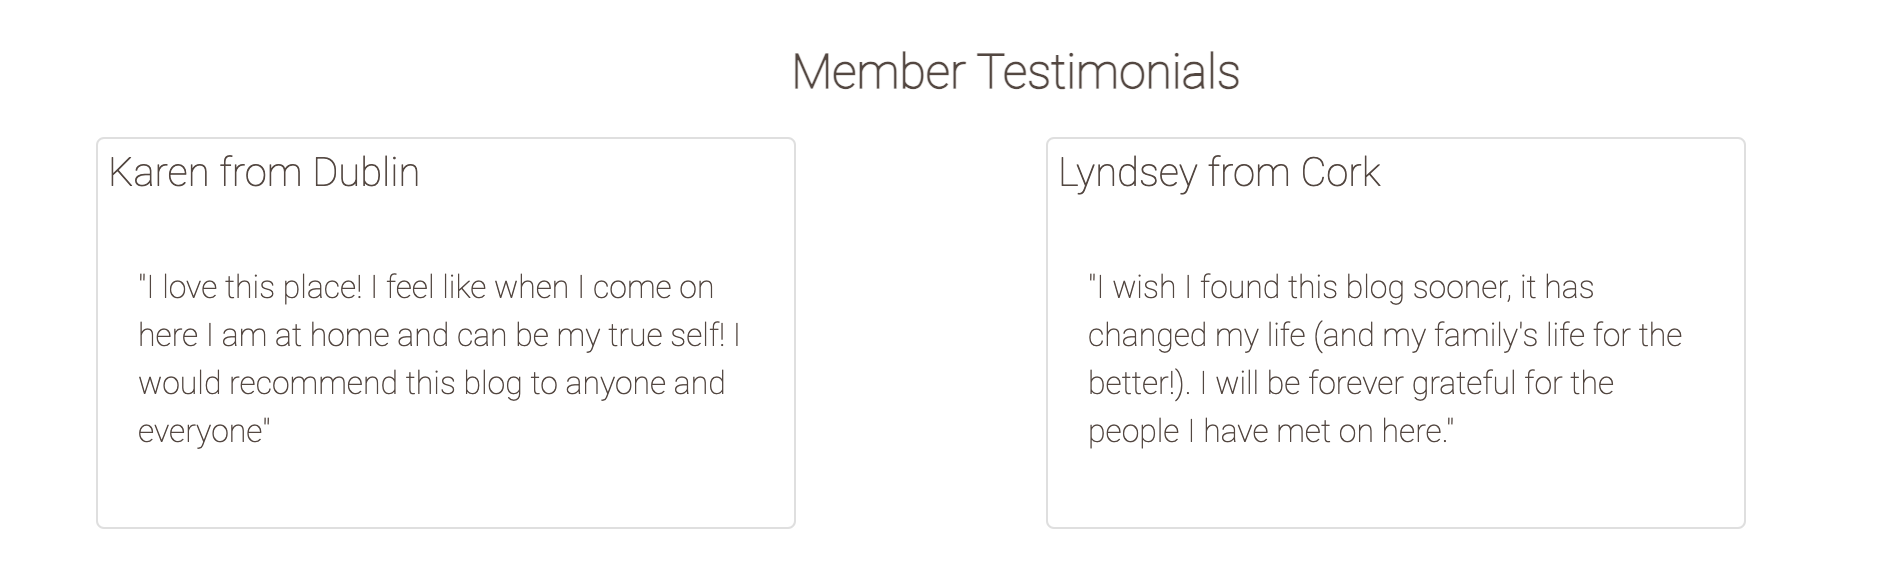 Member Testimonials
Karen from Dublin
"I love this place! I feel like when I come on
here I am at home and can be my true self! I
would recommend this blog to anyone and
everyone"
Lyndsey from Cork
"I wish I found this blog sooner, it has
changed my life (and my family's life for the
better!). I will be forever grateful for the
people I have met on here."